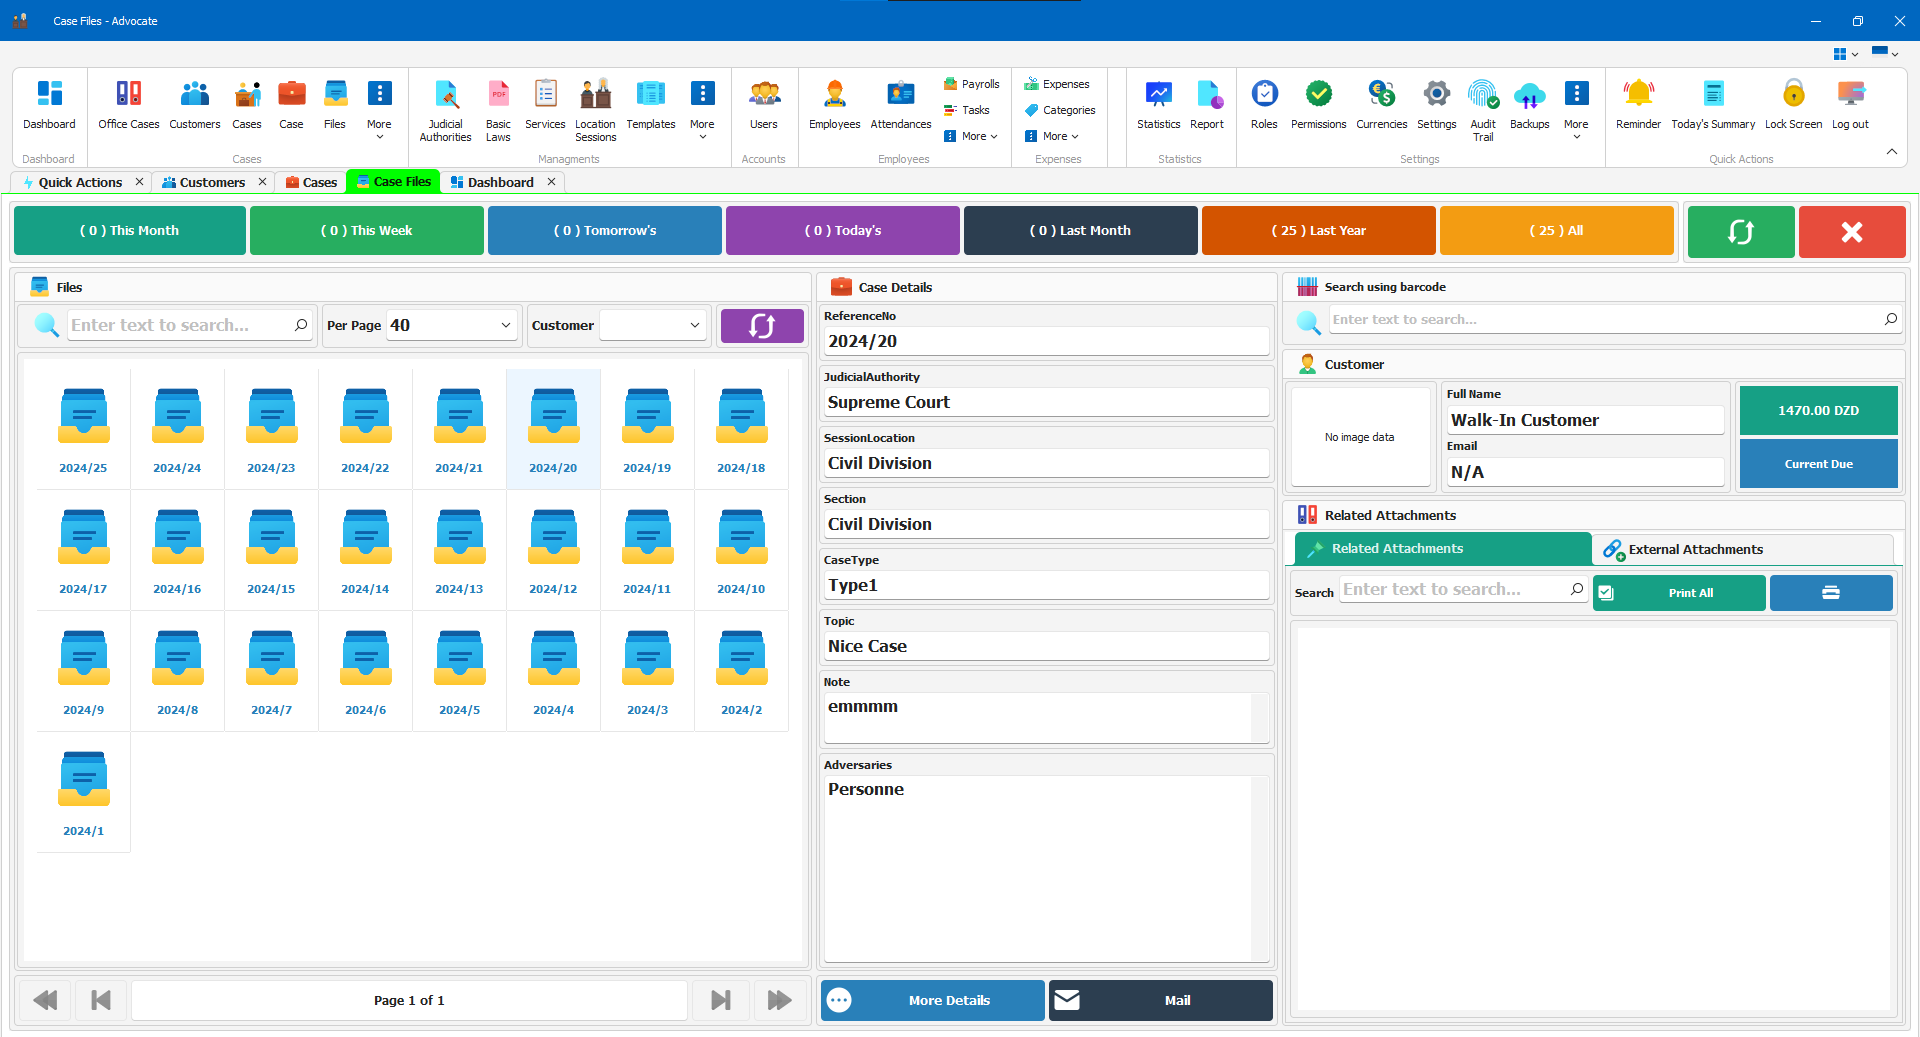 Case Files - Advocate
Dashboard
Office Cases
Customers
Cases
Case
Files
More
Judicial Authorities
Basic Laws
Services
Location Sessions
Templates
More
Users
Employees
Attendances
Payrolls
Tasks
More
Expenses
Categories
More
Statistics
Report
Roles
Permissions
Currencies
Settings
Audit Trail
Backups
More
Reminder
Today's Summary
Lock Screen
Log out
Dashboard
Cases
Managments
Accounts
Employees
Expenses
Statistics
Settings
Quick Actions
Quick Actions
Customers
Cases
Case Files
Dashboard
( 0 ) This Month
( 0 ) This Week
( 0 ) Tomorrow's
( 0 ) Today's
( 0 ) Last Month
( 25 ) Last Year
( 25 ) All
Files
Enter text to search...
Per Page 40
Customer
2024/25
2024/24
2024/23
2024/22
2024/21
2024/20
2024/19
2024/18
2024/17
2024/16
2024/15
2024/14
2024/13
2024/12
2024/11
2024/10
2024/9
2024/8
2024/7
2024/6
2024/5
2024/4
2024/3
2024/2
2024/1
Page 1 of 1
Case Details
ReferenceNo
2024/20
JudicialAuthority
Supreme Court
SessionLocation
Civil Division
Section
Civil Division
CaseType
Type1
Topic
Nice Case
Note
emmmm
Adversaries
Personne
More Details
Mail
Search using barcode
Enter text to search...
Customer
No image data
Full Name
Walk-In Customer
Email
N/A
1470.00 DZD
Current Due
Related Attachments
Related Attachments
External Attachments
Search
Enter text to search...
Print All
PDF